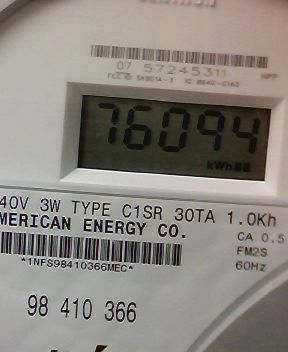 07 57245311
76094
kWh
40V 3W TYPE C1SR 30TA 1.0Kh
MERICAN ENERGY CO.
CA 0.5
FM2S
*1NFS98410366MEC*
60Hz
98 410 366